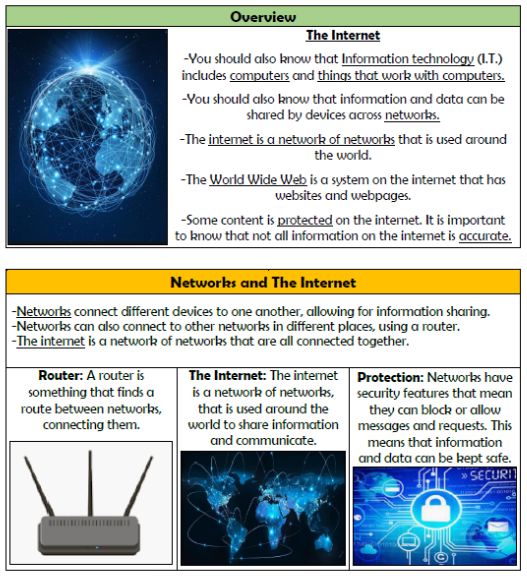 Overview
The Internet
-You should also know that Information technology (I.T.)
includes computers and things that work with computers.
-You should also know that information and data can be
shared by devices across networks.
-The internet is a network of networks that is used around
the world.
-The World Wide Web is a system on the internet that has
websites and webpages.
-Some content is protected on the internet. It is important
to know that not all information on the internet is accurate.
Networks and The Internet
-Networks connect different devices to one another, allowing for information sharing.
-Networks can also connect to other networks in different places, using a router.
-The internet is a network of networks that are all connected together.
Router: A router is
something that finds a
route between networks,
connecting them.
The Internet: The internet
is a network of networks,
that is used around the
world to share information
and communicate.
Protection: Networks have
security features that mean
they can block or allow
messages and requests. This
means that information
and data can be kept safe.
» SECURIT